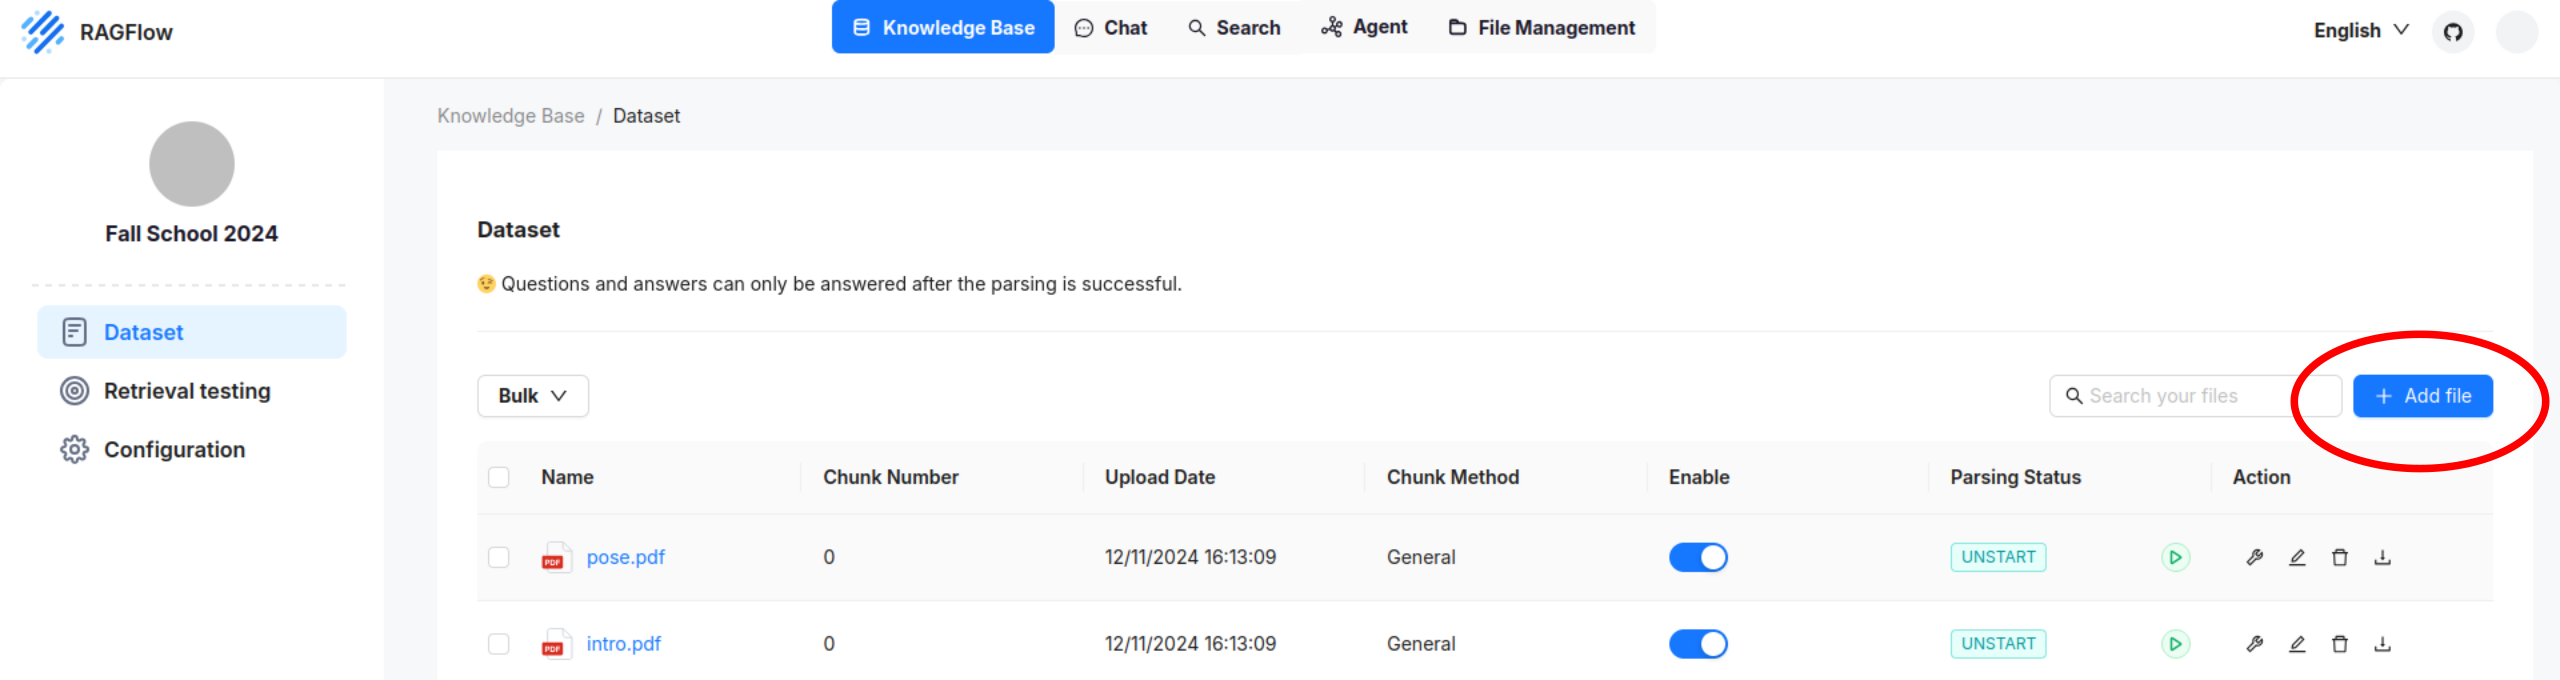 RAGFlow
Knowledge Base Chat Search Agent File Management
English
Fall School 2024
Dataset
Retrieval testing
Configuration
Knowledge Base / Dataset
Dataset
Questions and answers can only be answered after the parsing is successful.
Bulk
Search your files
+ Add file
Name Chunk Number Upload Date Chunk Method Enable Parsing Status Action
PDF pose.pdf 0 12/11/2024 16:13:09 General UNSTART
PDF intro.pdf 0 12/11/2024 16:13:09 General UNSTART